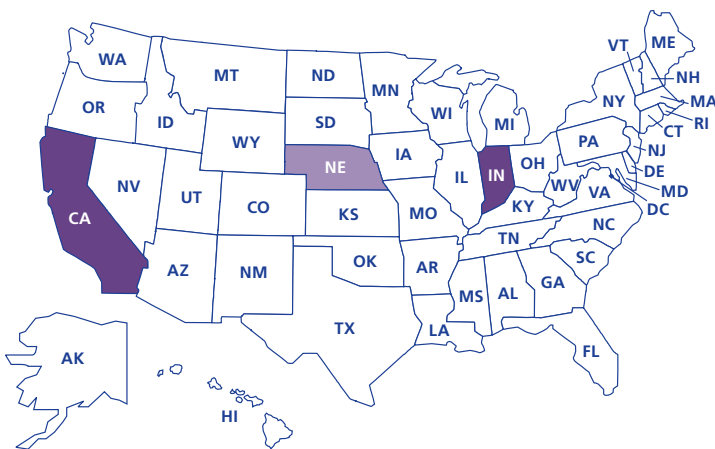 WA
MT
ND
MN
VT
ME
NH
MA
RI
CT
NY
OR
ID
WY
SD
WI
MI
PA
NJ
DE
MD
DC
NE
IA
IL
IN
OH
WV
VA
CA
NV
UT
CO
KS
MO
KY
NC
TN
SC
AZ
NM
OK
AR
MS
AL
GA
TX
LA
FL
AK
HI